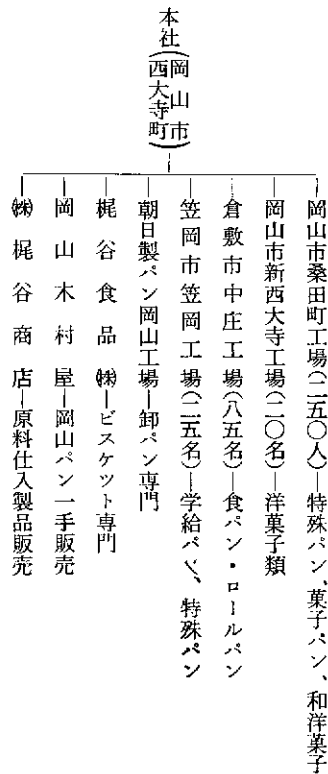 本社(岡山市西大寺町)
岡山市桑田町工場(二五〇人)―特殊パン、菓子パン、和洋菓子
岡山市新西大寺工場(二〇名)―洋菓子類
倉敷市中庄工場(八五名)―食パン・ロールパン
笠岡市笠岡工場(二五名)―学給パン、特殊パン
朝日製パン岡山工場―卸パン専門
梶谷食品㈱―ビスケット専門
岡山木村屋―岡山パン一手販売
㈱梶谷商店―原料仕入製品販売